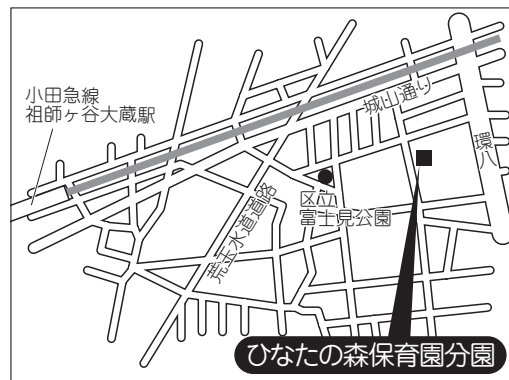 小田急線
祖師ヶ谷大蔵駅
城山通り
環八
区立
富士見公園
荒玉水道道路
ひなたの森保育園分園